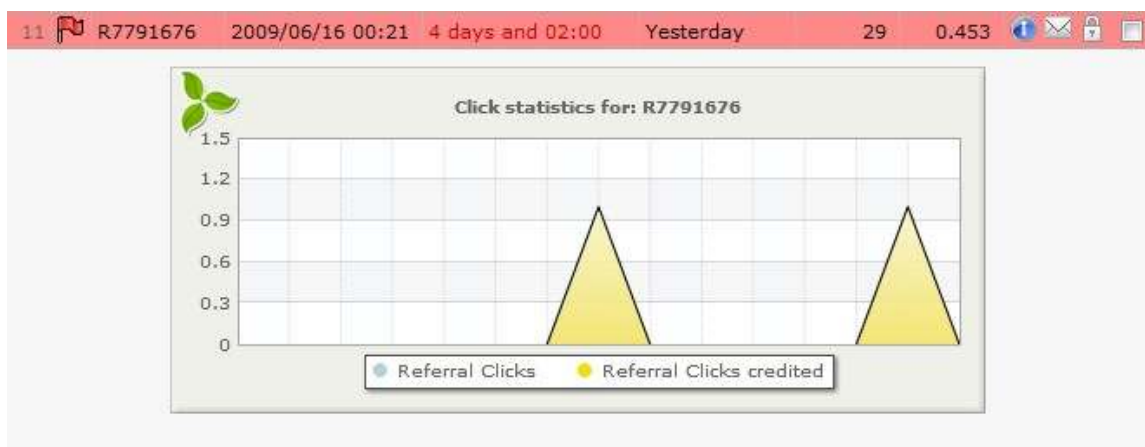 11 R7791676 2009/06/16 00:21 4 days and 02:00 Yesterday 29 0.453
Click statistics for: R7791676
1.5
1.2
0.9
0.6
0.3
0
Referral Clicks Referral Clicks credited